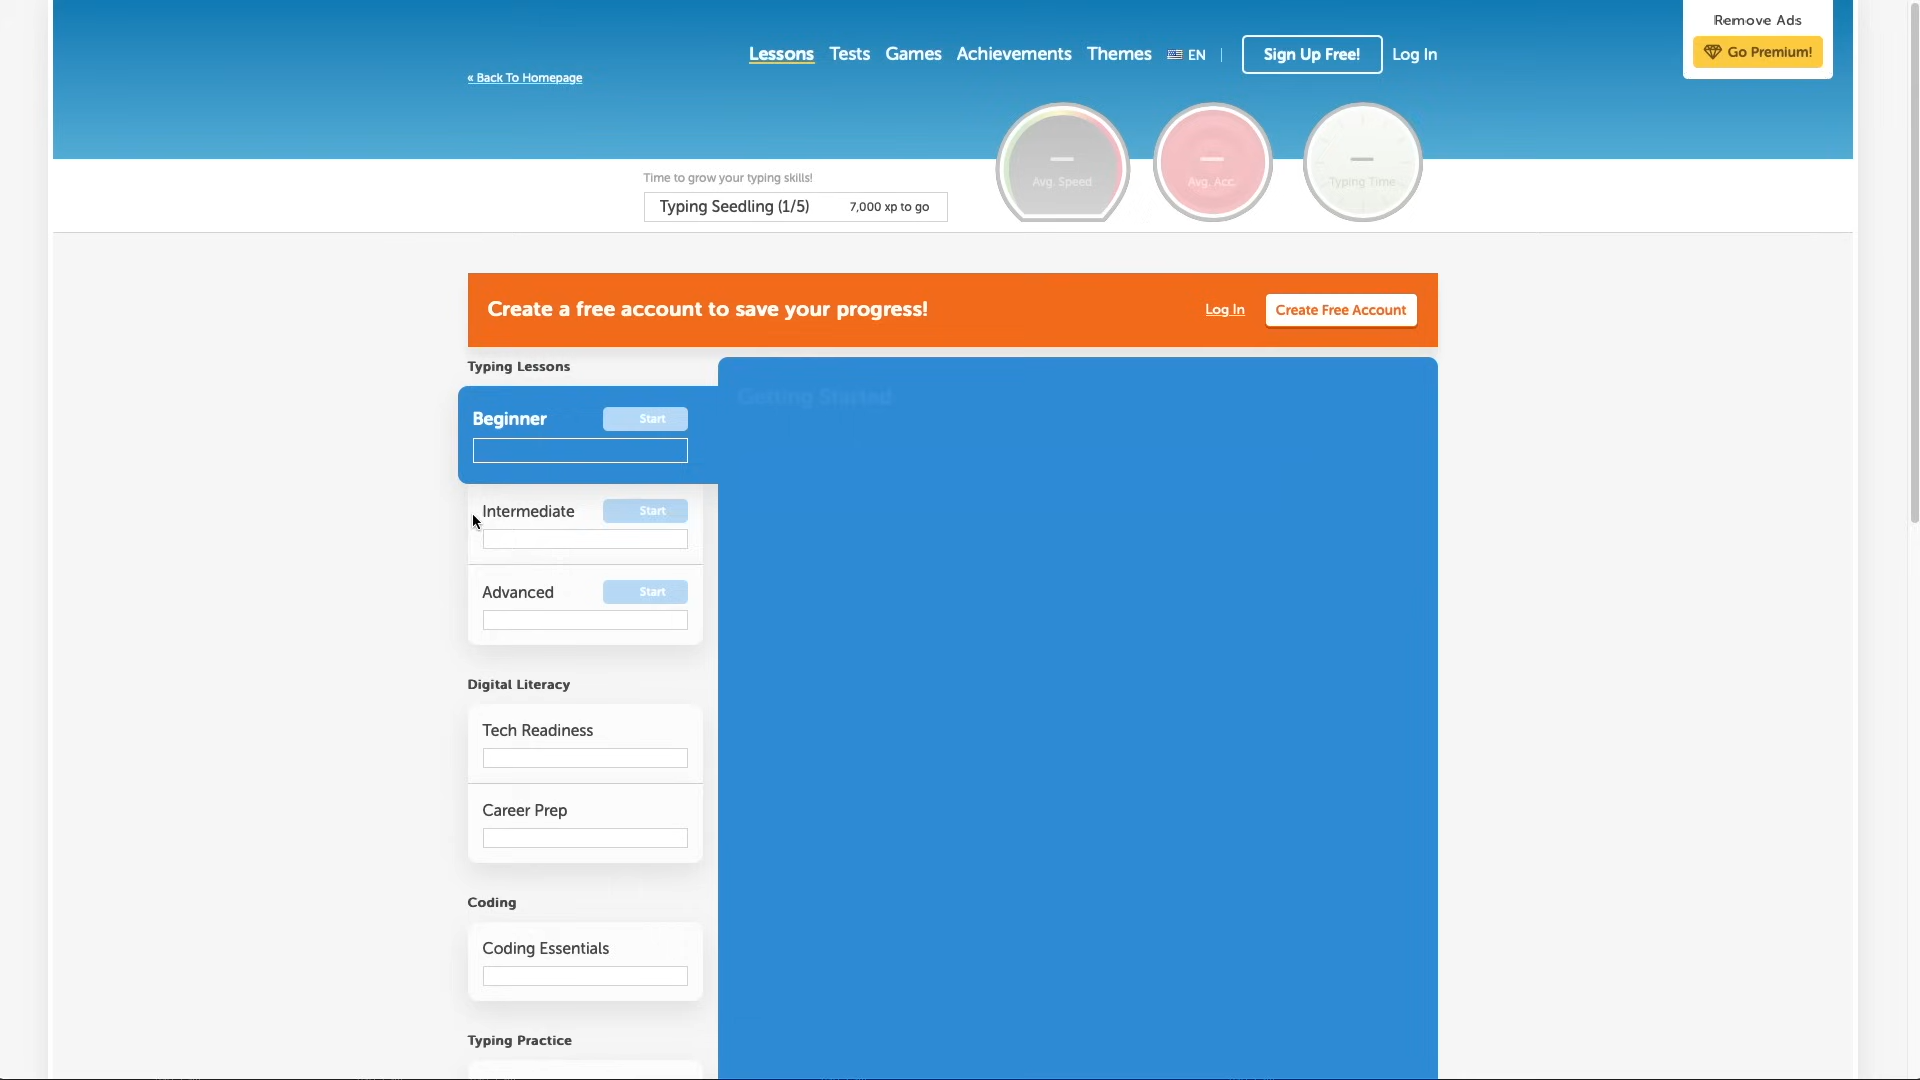 Remove Ads
Go Premium!
Lessons Tests Games Achievements Themes EN | Sign Up Free! Log In
« Back To Homepage
Avg. Speed
Avg. Acc.
Typing Time
Time to grow your typing skills!
Typing Seedling (1/5) 7,000 xp to go
Create a free account to save your progress! Log In Create Free Account
Typing Lessons
Getting Started
Beginner Start
Intermediate Start
Advanced Start
Digital Literacy
Tech Readiness
Career Prep
Coding
Coding Essentials
Typing Practice